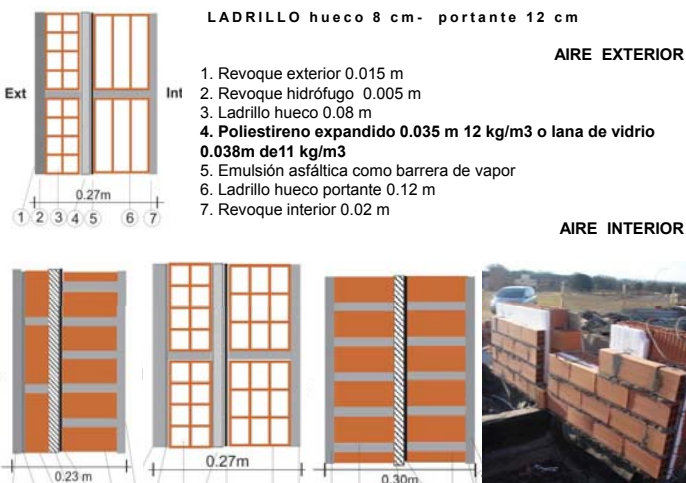 LADRILLO hueco 8 cm- portante 12 cm
AIRE EXTERIOR
Ext
Int
1. Revoque exterior 0.015 m
2. Revoque hidrófugo 0.005 m
3. Ladrillo hueco 0.08 m
4. Poliestireno expandido 0.035 m 12 kg/m3 o lana de vidrio
0.038m de11 kg/m3
5. Emulsión asfáltica como barrera de vapor
6. Ladrillo hueco portante 0.12 m
7. Revoque interior 0.02 m
0.27m
1 2 3 4 5 6 7
AIRE INTERIOR
0.23 m
0.27m
0.30m